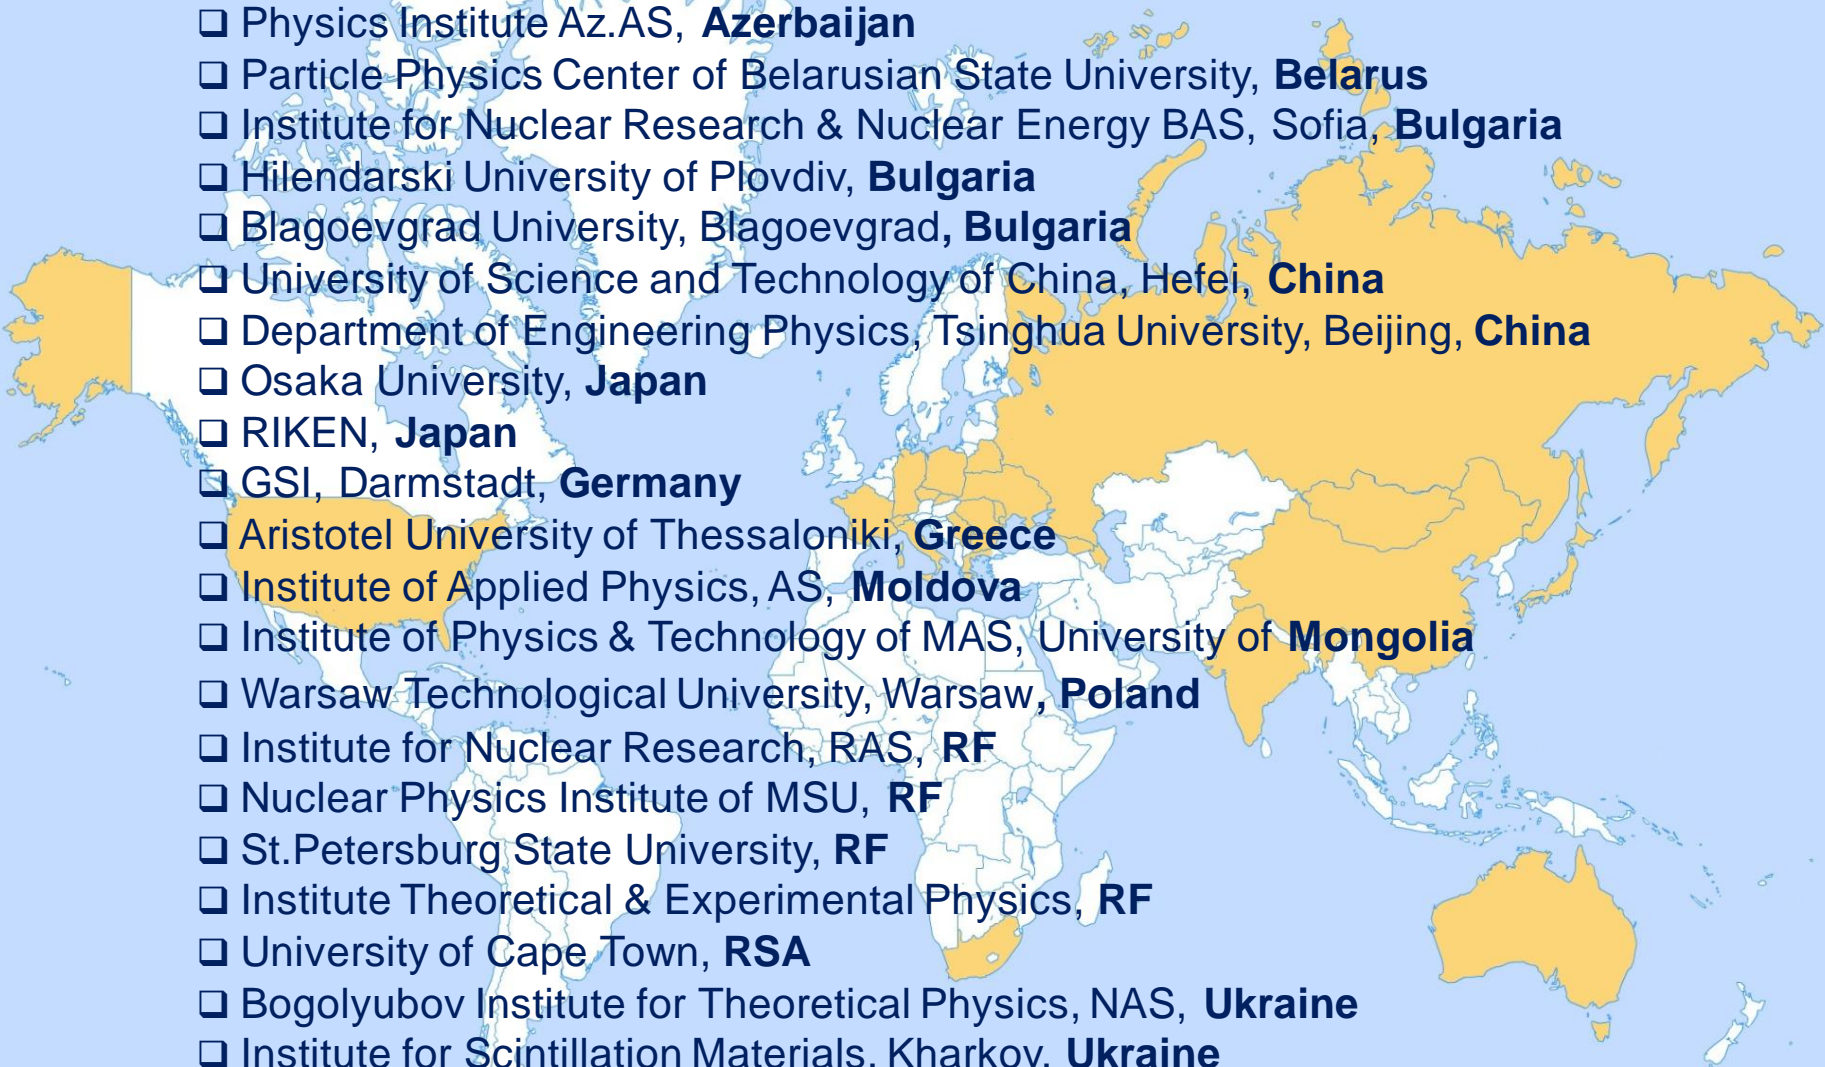 ❑ Physics Institute Az.AS, Azerbaijan
❑ Particle Physics Center of Belarusian State University, Belarus
❑ Institute for Nuclear Research & Nuclear Energy BAS, Sofia, Bulgaria
❑ Hilendarski University of Plovdiv, Bulgaria
❑ Blagoevgrad University, Blagoevgrad, Bulgaria
❑ University of Science and Technology of China, Hefei, China
❑ Department of Engineering Physics, Tsinghua University, Beijing, China
❑ Osaka University, Japan
❑ RIKEN, Japan
❑ GSI, Darmstadt, Germany
❑ Aristotel University of Thessaloniki, Greece
❑ Institute of Applied Physics, AS, Moldova
❑ Institute of Physics & Technology of MAS, University of Mongolia
❑ Warsaw Technological University, Warsaw, Poland
❑ Institute for Nuclear Research, RAS, RF
❑ Nuclear Physics Institute of MSU, RF
❑ St.Petersburg State University, RF
❑ Institute Theoretical & Experimental Physics, RF
❑ University of Cape Town, RSA
❑ Bogolyubov Institute for Theoretical Physics, NAS, Ukraine
❑ Institute for Scintillation Materials, Kharkov, Ukraine